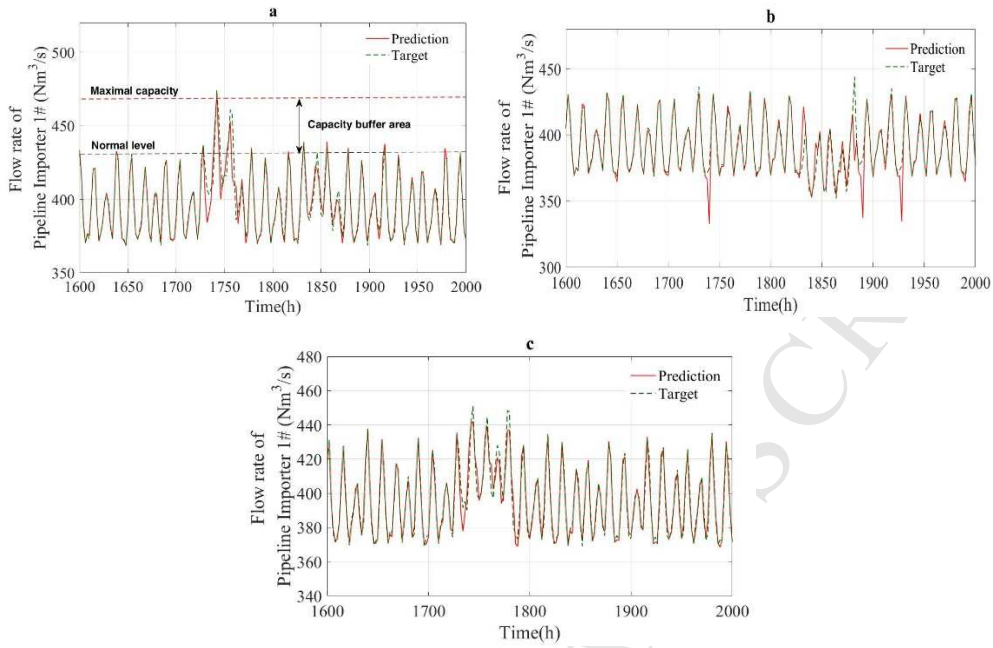 a
Flow rate of
Pipeline Importer 1# (Nm³/s)
500
450
400
350
Prediction
Target
Maximal capacity
Capacity buffer area
Normal level
1600 1650 1700 1750 1800 1850 1900 1950 2000
Time(h)
b
Flow rate of
Pipeline Importer 1# (Nm³/s)
450
400
350
300
Prediction
Target
1600 1650 1700 1750 1800 1850 1900 1950 2000
Time(h)
c
Flow rate of
Pipeline Importer 1# (Nm³/s)
480
460
440
420
400
380
360
340
Prediction
Target
1600 1700 1800 1900 2000
Time(h)